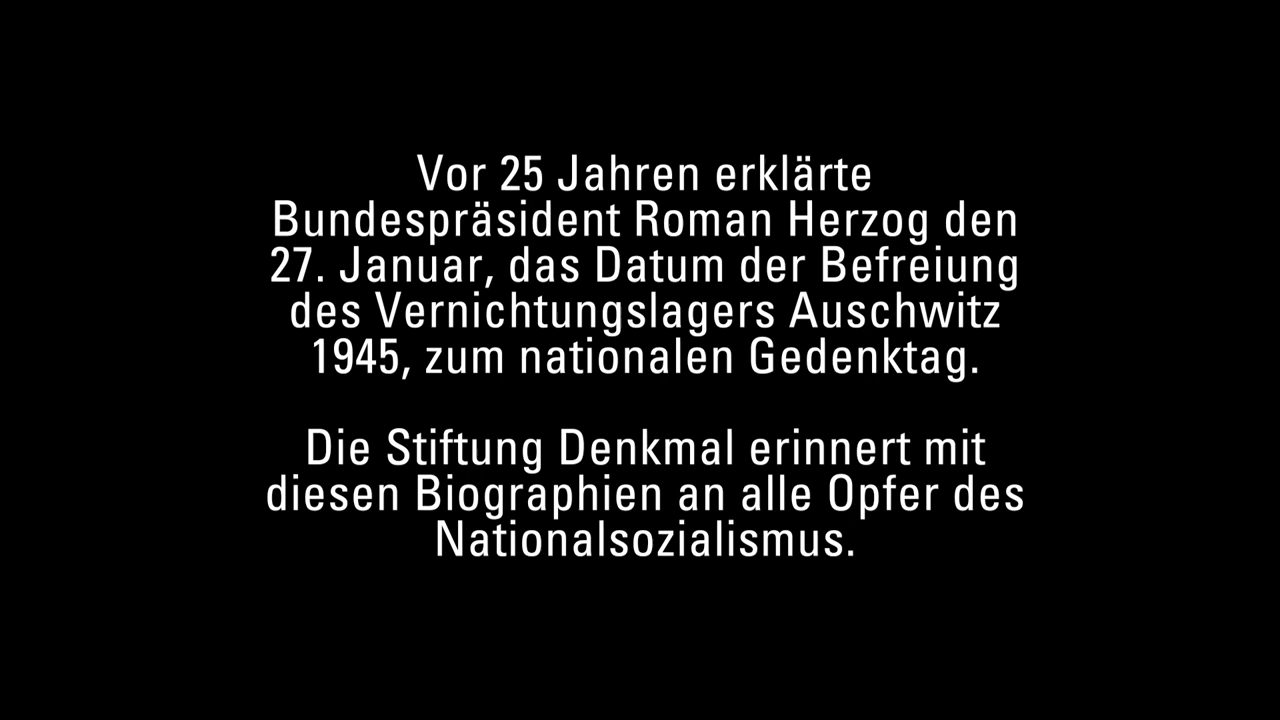 Vor 25 Jahren erklärte
Bundespräsident Roman Herzog den
27. Januar, das Datum der Befreiung
des Vernichtungslagers Auschwitz
1945, zum nationalen Gedenktag.
Die Stiftung Denkmal erinnert mit
diesen Biographien an alle Opfer des
Nationalsozialismus.